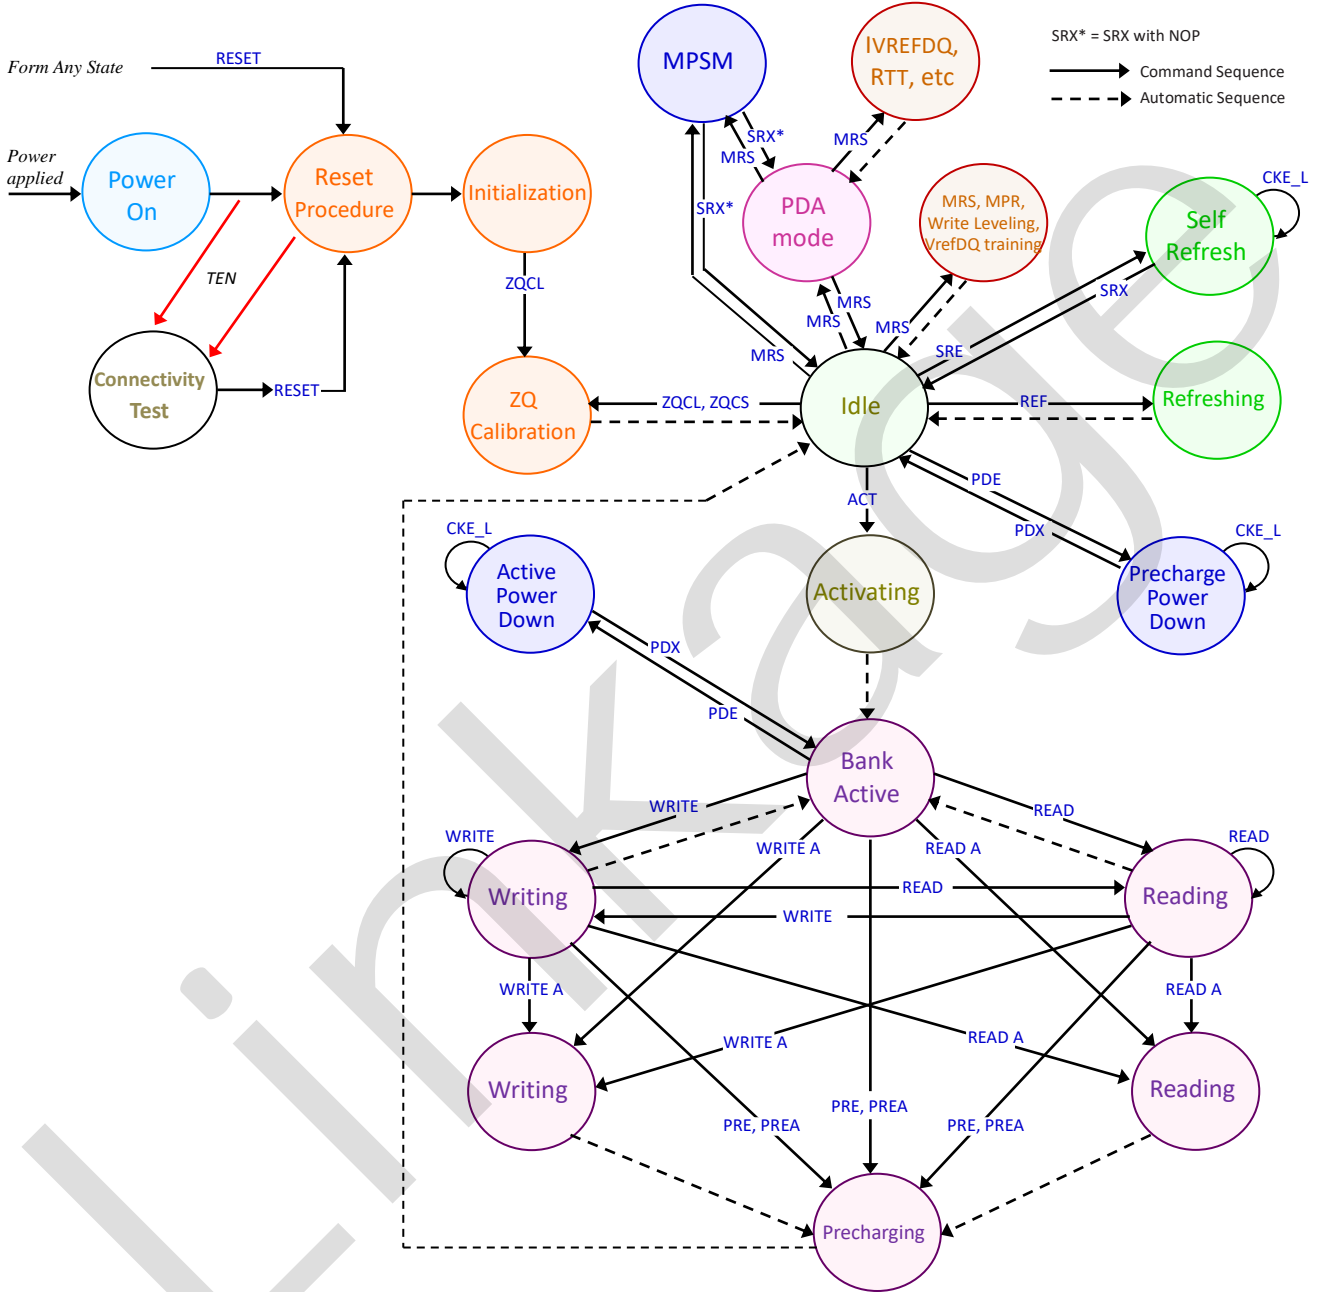 SRX* = SRX with NOP
Command Sequence
Automatic Sequence
Form Any State
RESET
Power
applied
Power
On
Reset
Procedure
Initialization
TEN
Connectivity
Test
RESET
ZQCL
ZQ
Calibration
MPSM
IVREFDQ,
RTT, etc
SRX*
MRS
MRS
SRX*
PDA
mode
MRS, MPR,
Write Leveling,
VrefDQ training
CKE_L
Self
Refresh
MRS
MRS
MRS
MRS
SRX
SRE
ZQCL, ZQCS
Idle
REF
Refreshing
ACT
PDE
PDX
CKE_L
Active
Power
Down
Activating
CKE_L
Precharge
Power
Down
PDX
PDE
Bank
Active
WRITE
READ
WRITE
WRITE A
READ A
READ
Writing
READ
WRITE
Reading
WRITE A
READ A
WRITE A
READ A
Writing
Reading
PRE, PREA
PRE, PREA
PRE, PREA
Precharging
Linkage